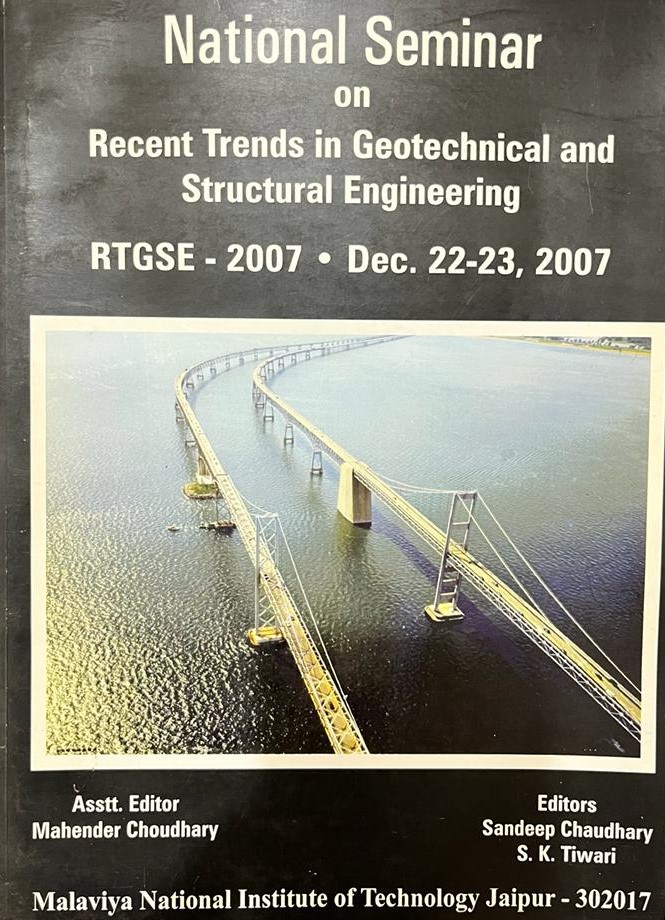 National Seminar
on
Recent Trends in Geotechnical and
Structural Engineering
RTGSE - 2007 • Dec. 22-23, 2007
Asstt. Editor
Mahender Choudhary
Editors
Sandeep Chaudhary
S. K. Tiwari
Malaviya National Institute of Technology Jaipur - 302017